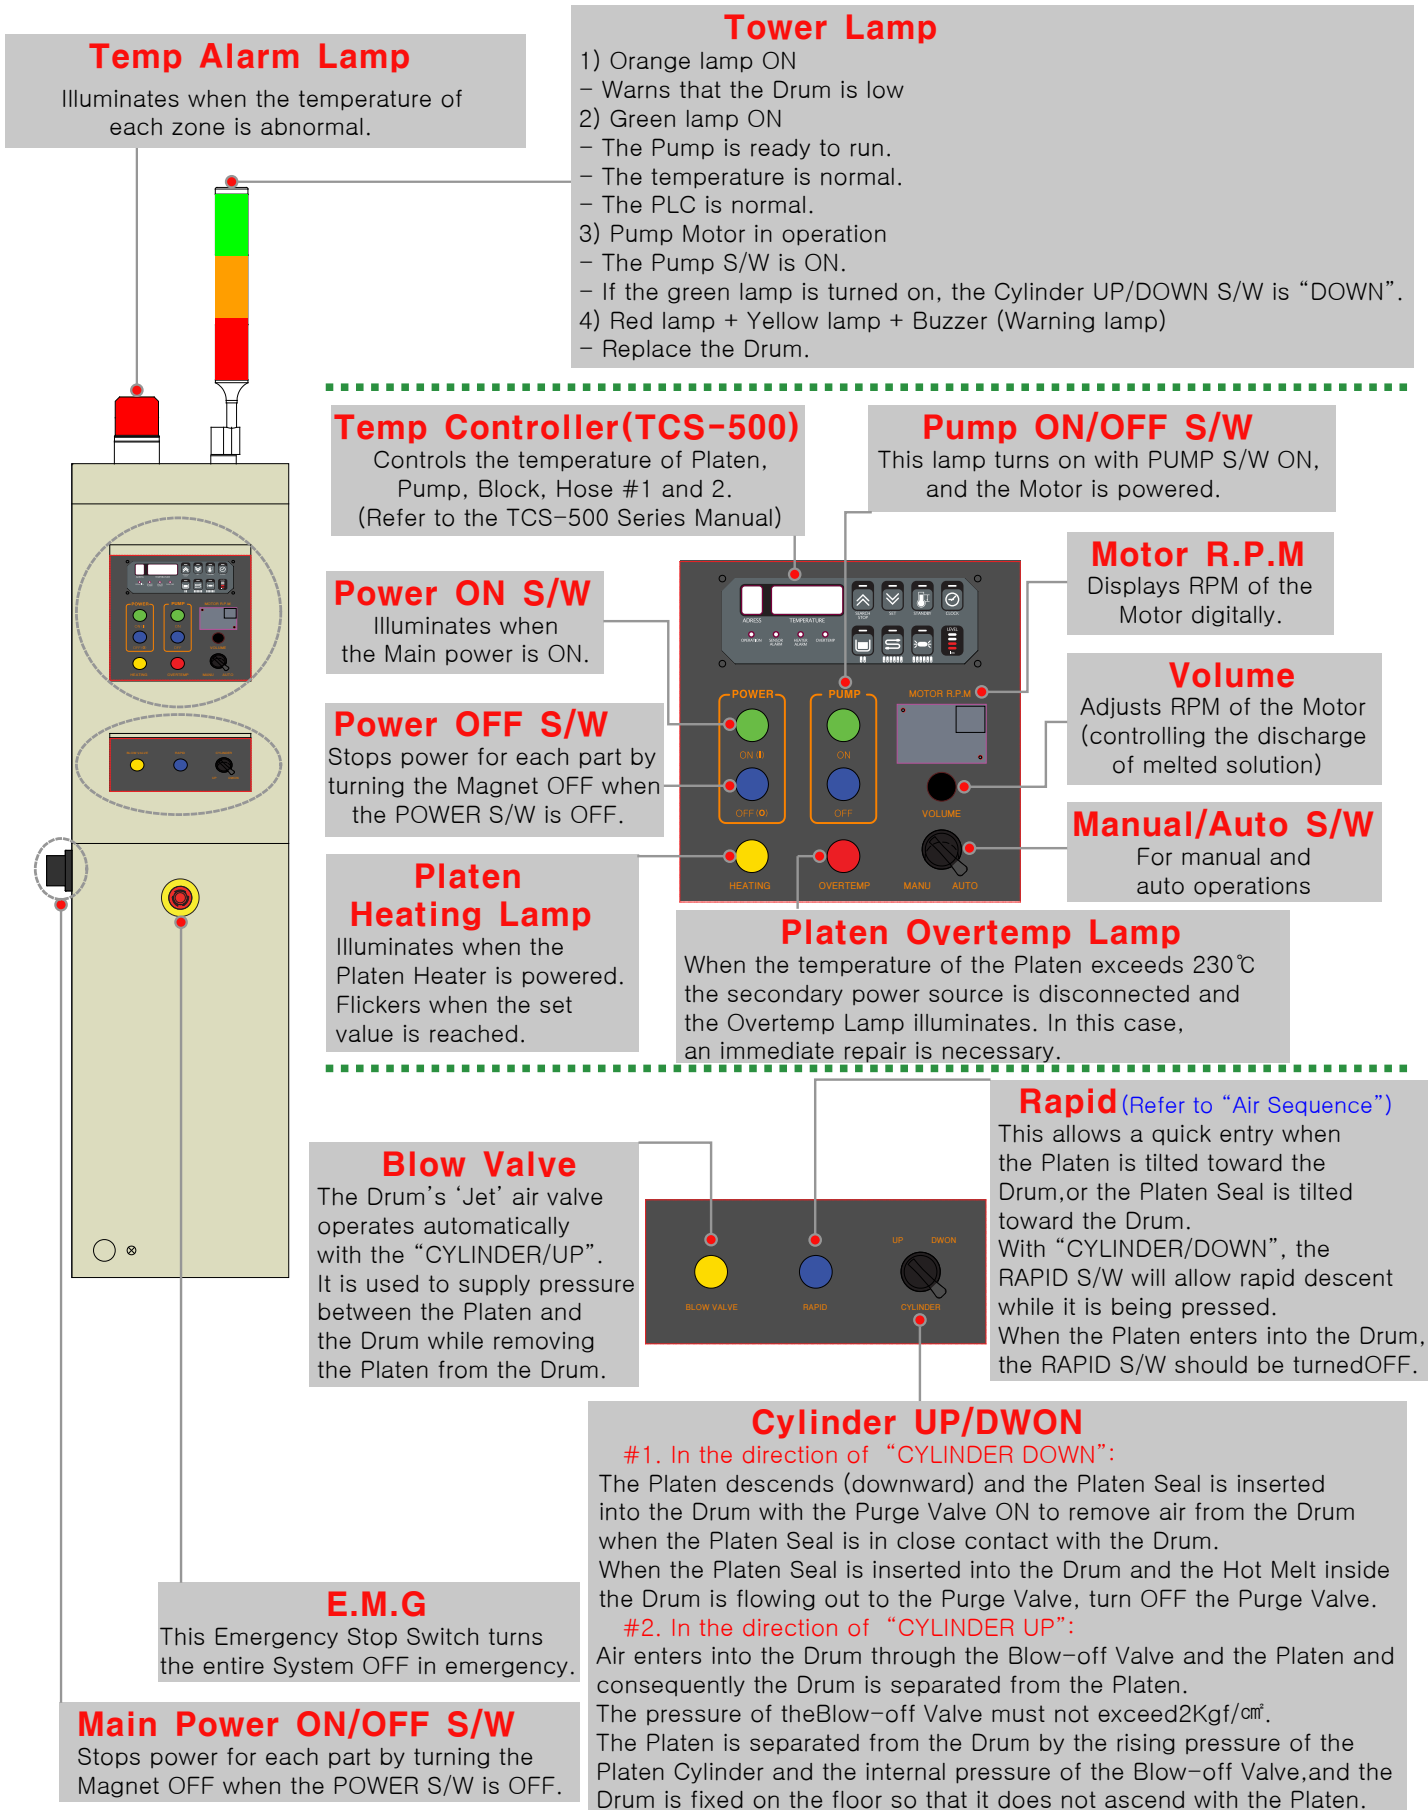 Temp Alarm Lamp
Illuminates when the temperature of
each zone is abnormal.
Tower Lamp
1) Orange lamp ON
- Warns that the Drum is low
2) Green lamp ON
- The Pump is ready to run.
- The temperature is normal.
- The PLC is normal.
3) Pump Motor in operation
- The Pump S/W is ON.
- If the green lamp is turned on, the Cylinder UP/DOWN S/W is “DOWN”.
4) Red lamp + Yellow lamp + Buzzer (Warning lamp)
- Replace the Drum.
Temp Controller(TCS-500)
Controls the temperature of Platen,
Pump, Block, Hose #1 and 2.
(Refer to the TCS-500 Series Manual)
Pump ON/OFF S/W
This lamp turns on with PUMP S/W ON,
and the Motor is powered.
Power ON S/W
Illuminates when
the Main power is ON.
Motor R.P.M
Displays RPM of the
Motor digitally.
Power OFF S/W
Stops power for each part by
turning the Magnet OFF when
the POWER S/W is OFF.
Volume
Adjusts RPM of the Motor
(controlling the discharge
of melted solution)
Manual/Auto S/W
For manual and
auto operations
ADRESS TEMPERATURE
OPERATION SENSOR ALARM HEATER ALARM OVERTEMP
SEARCH STOP SET STANDBY CLOCK
LEVEL
POWER PUMP MOTOR R.P.M
ON (I) ON
OFF (O) OFF VOLUME
HEATING OVERTEMP MANU AUTO
Platen
Heating Lamp
Illuminates when the
Platen Heater is powered.
Flickers when the set
value is reached.
Platen Overtemp Lamp
When the temperature of the Platen exceeds 230℃
the secondary power source is disconnected and
the Overtemp Lamp illuminates. In this case,
an immediate repair is necessary.
Blow Valve
The Drum's ‘Jet’ air valve
operates automatically
with the “CYLINDER/UP”.
It is used to supply pressure
between the Platen and
the Drum while removing
the Platen from the Drum.
UP DWON
BLOW VALVE RAPID CYLINDER
Rapid (Refer to “Air Sequence”)
This allows a quick entry when
the Platen is tilted toward the
Drum,or the Platen Seal is tilted
toward the Drum.
With “CYLINDER/DOWN”, the
RAPID S/W will allow rapid descent
while it is being pressed.
When the Platen enters into the Drum,
the RAPID S/W should be turnedOFF.
Cylinder UP/DWON
#1. In the direction of “CYLINDER DOWN”:
The Platen descends (downward) and the Platen Seal is inserted
into the Drum with the Purge Valve ON to remove air from the Drum
when the Platen Seal is in close contact with the Drum.
When the Platen Seal is inserted into the Drum and the Hot Melt inside
the Drum is flowing out to the Purge Valve, turn OFF the Purge Valve.
#2. In the direction of “CYLINDER UP”:
Air enters into the Drum through the Blow-off Valve and the Platen and
consequently the Drum is separated from the Platen.
The pressure of theBlow-off Valve must not exceed2Kgf/㎠.
The Platen is separated from the Drum by the rising pressure of the
Platen Cylinder and the internal pressure of the Blow-off Valve,and the
Drum is fixed on the floor so that it does not ascend with the Platen.
E.M.G
This Emergency Stop Switch turns
the entire System OFF in emergency.
Main Power ON/OFF S/W
Stops power for each part by turning the
Magnet OFF when the POWER S/W is OFF.